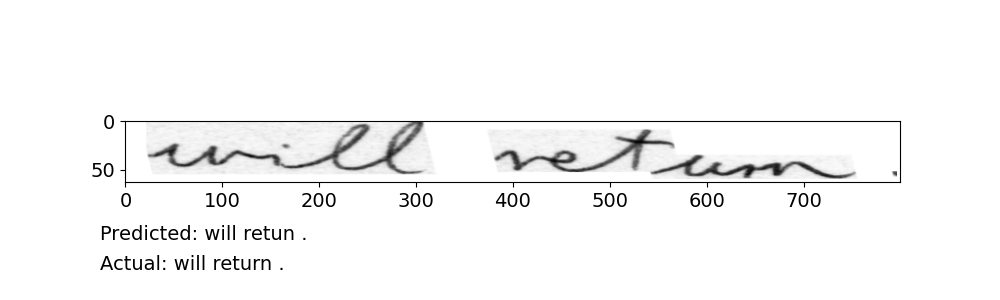 0
will return .
50
0 100 200 300 400 500 600 700
Predicted: will retun .
Actual: will return .